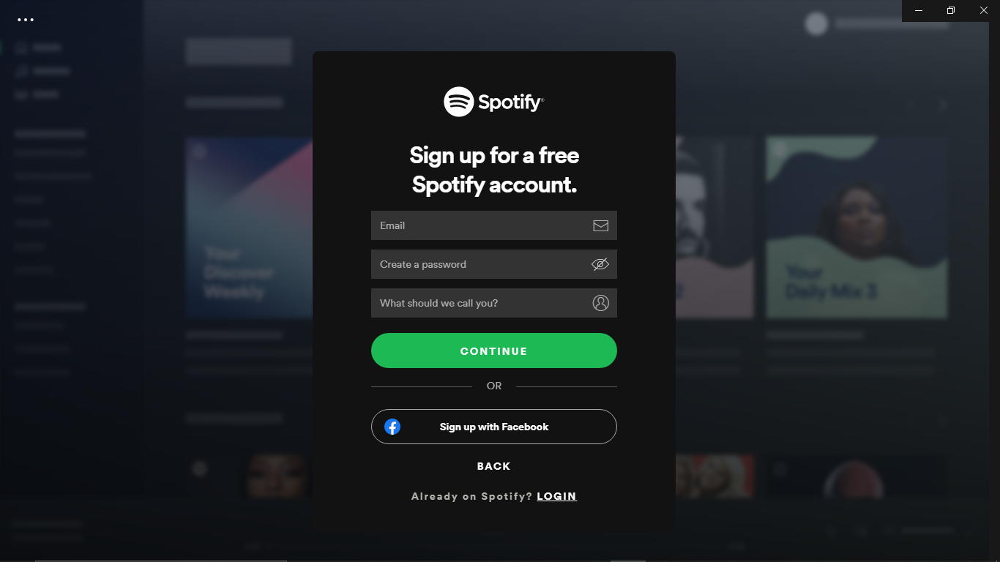 Spotify®
Sign up for a free
Spotify account.
Email
Create a password
What should we call you?
CONTINUE
OR
Sign up with Facebook
BACK
Already on Spotify? LOGIN
Your
Discover
Weekly
2
Your
Daily Mix 3